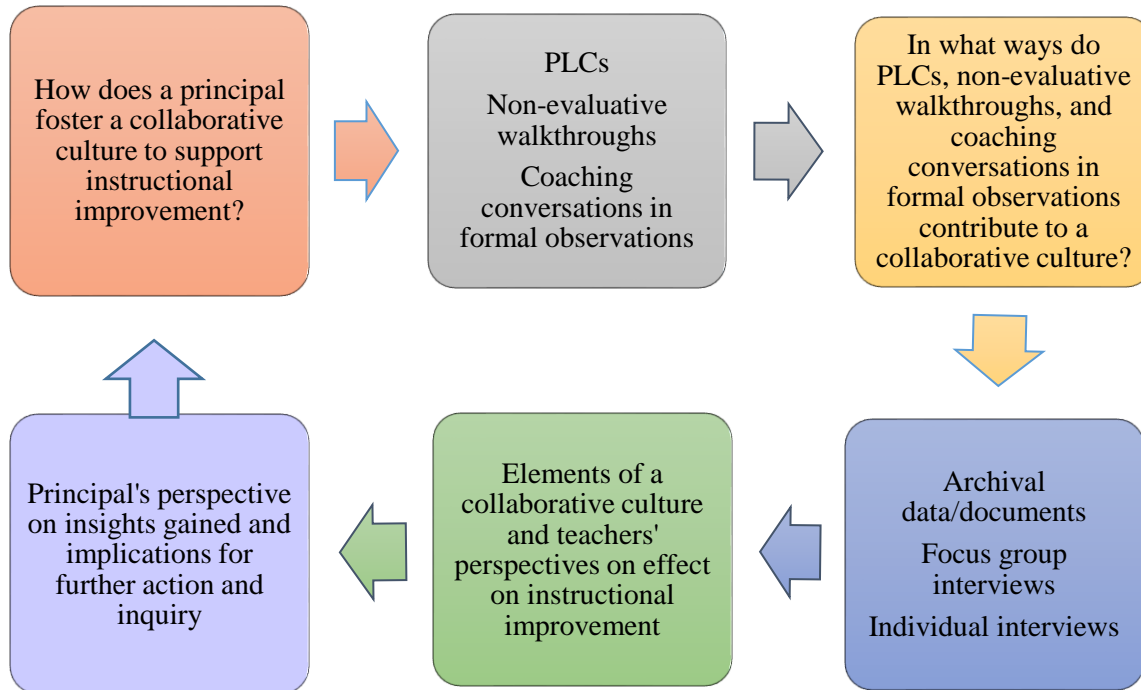 How does a principal
foster a collaborative
culture to support
instructional
improvement?
PLCs
Non-evaluative
walkthroughs
Coaching
conversations in
formal observations
In what ways do
PLCs, non-evaluative
walkthroughs, and
coaching
conversations in
formal observations
contribute to a
collaborative culture?
Archival
data/documents
Focus group
interviews
Individual interviews
Elements of a
collaborative culture
and teachers'
perspectives on effect
on instructional
improvement
Principal's perspective
on insights gained and
implications for
further action and
inquiry